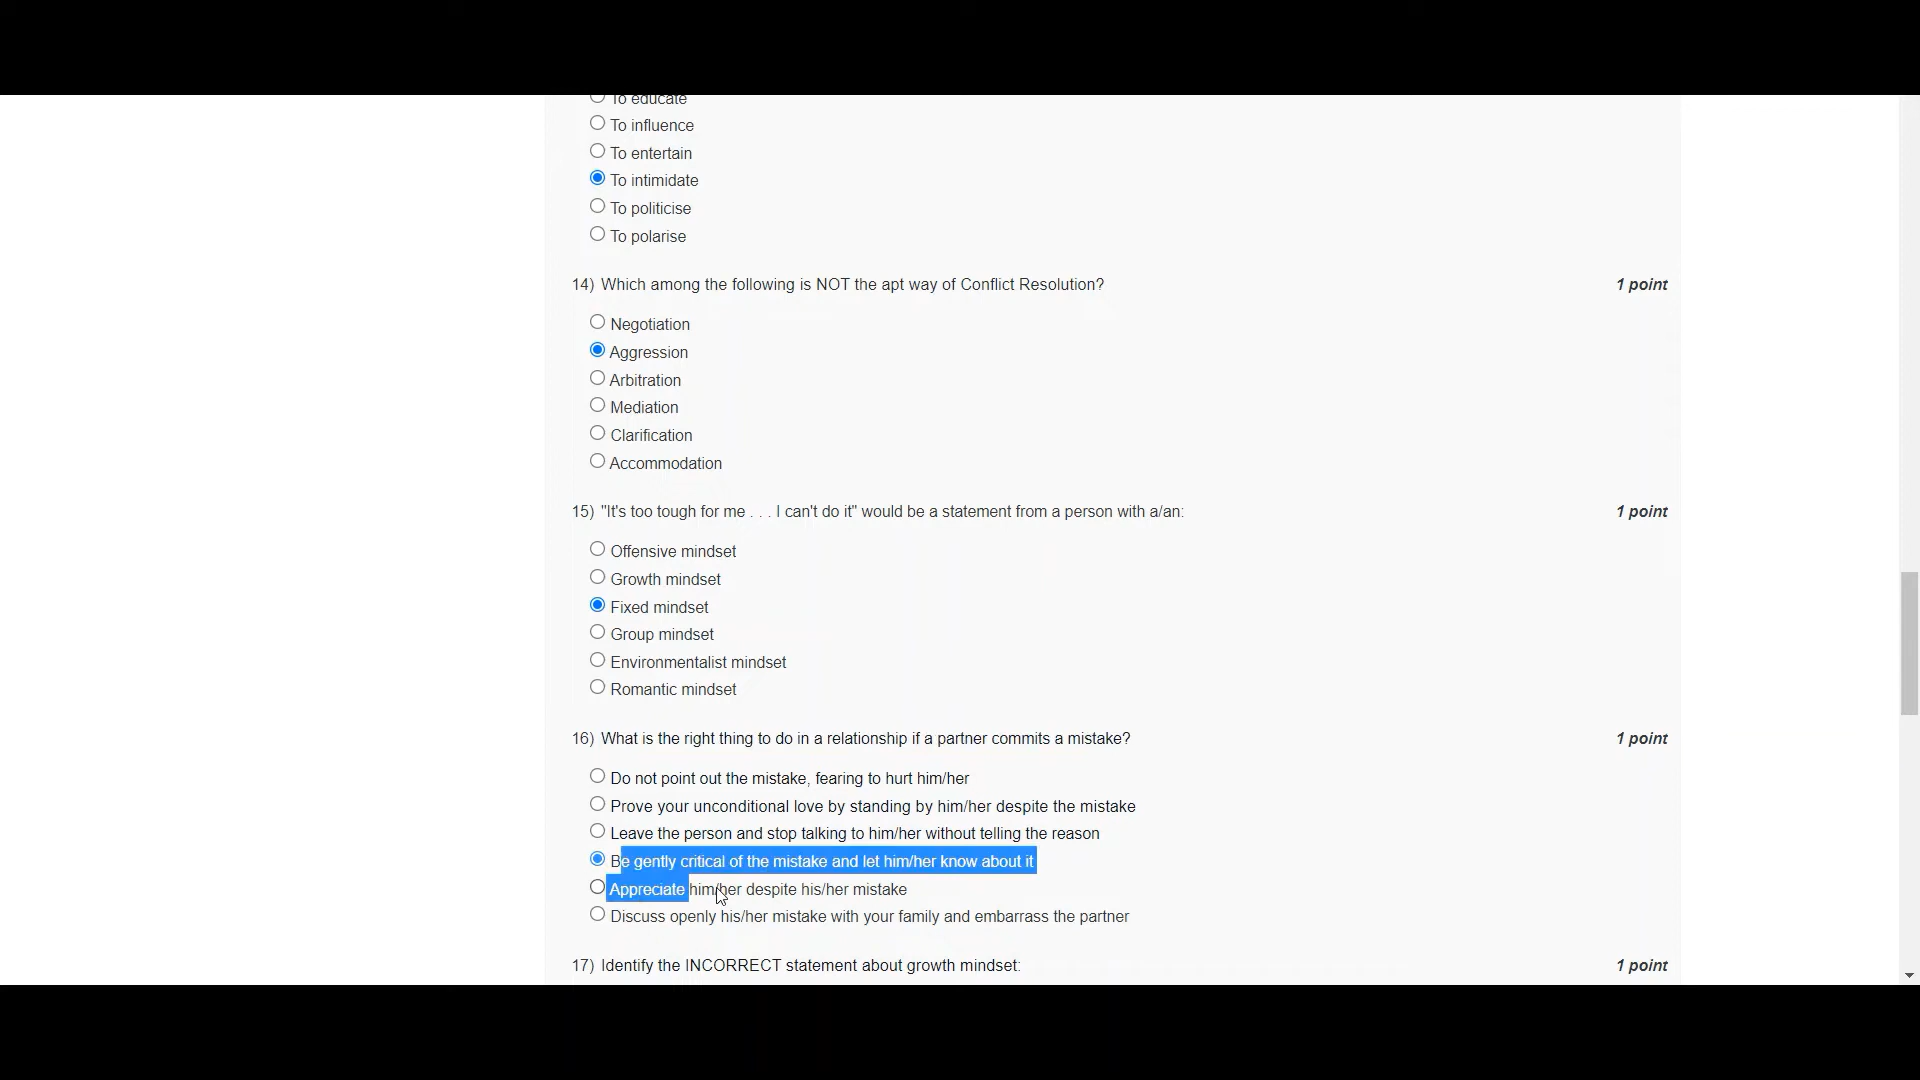 To educate
To influence
To entertain
To intimidate
To politicise
To polarise
14) Which among the following is NOT the apt way of Conflict Resolution? 1 point
Negotiation
Aggression
Arbitration
Mediation
Clarification
Accommodation
15) "It's too tough for me . . . I can't do it" would be a statement from a person with a/an: 1 point
Offensive mindset
Growth mindset
Fixed mindset
Group mindset
Environmentalist mindset
Romantic mindset
16) What is the right thing to do in a relationship if a partner commits a mistake? 1 point
Do not point out the mistake, fearing to hurt him/her
Prove your unconditional love by standing by him/her despite the mistake
Leave the person and stop talking to him/her without telling the reason
Be gently critical of the mistake and let him/her know about it
Appreciate him/her despite his/her mistake
Discuss openly his/her mistake with your family and embarrass the partner
17) Identify the INCORRECT statement about growth mindset: 1 point